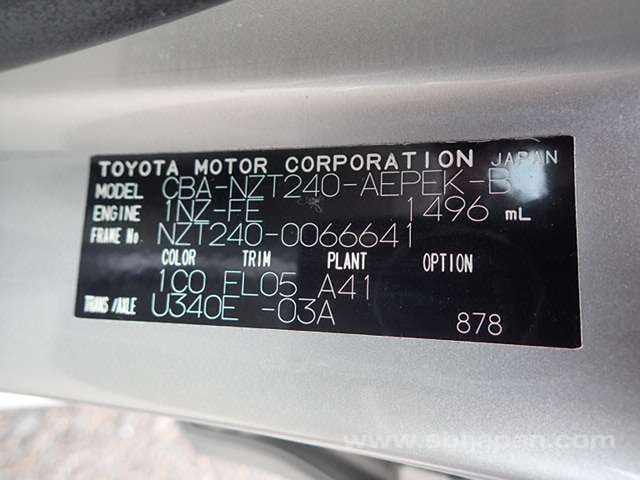 TOYOTA MOTOR CORPORATION JAPAN
MODEL CBA-NZT240-AEPEK-B
ENGINE 1NZ-FE 1496 mL
FRAME No. NZT240-0066641
COLOR TRIM PLANT OPTION
1C0 FL05 A41
TRANS/AXLE U340E -03A 878
www.sbtjapan.com